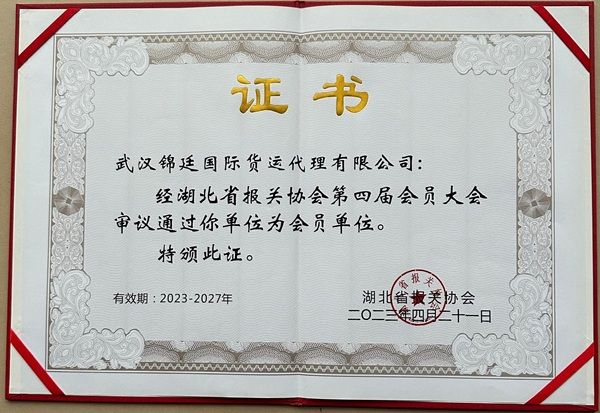 证书
武汉锦廷国际货运代理有限公司：
经湖北省报关协会第四届会员大会
审议通过你单位为会员单位。
特颁此证。
有效期：2023-2027年
湖北省报关协会
二〇二三年四月二十一日